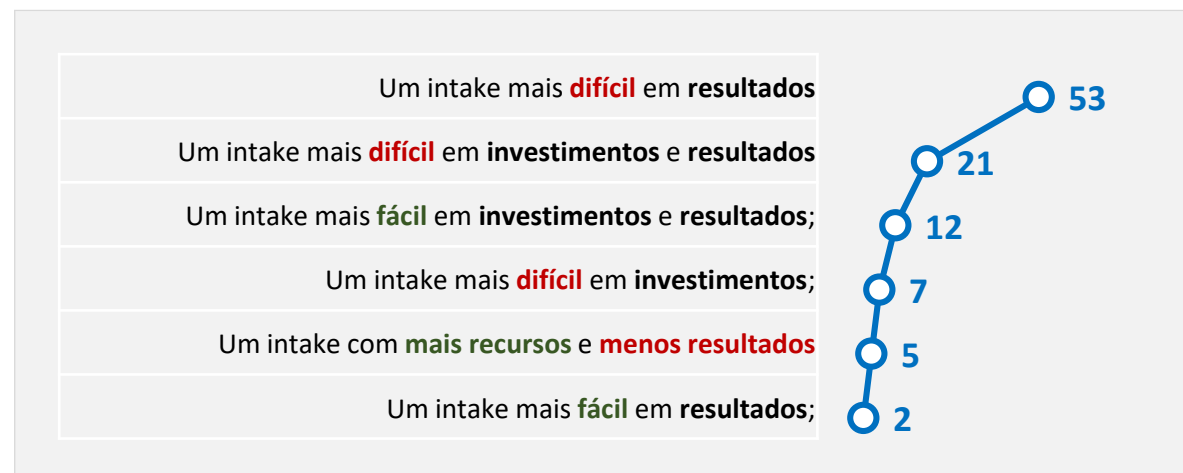 Um intake mais difícil em resultados 53
Um intake mais difícil em investimentos e resultados 21
Um intake mais fácil em investimentos e resultados; 12
Um intake mais difícil em investimentos; 7
Um intake com mais recursos e menos resultados 5
Um intake mais fácil em resultados; 2